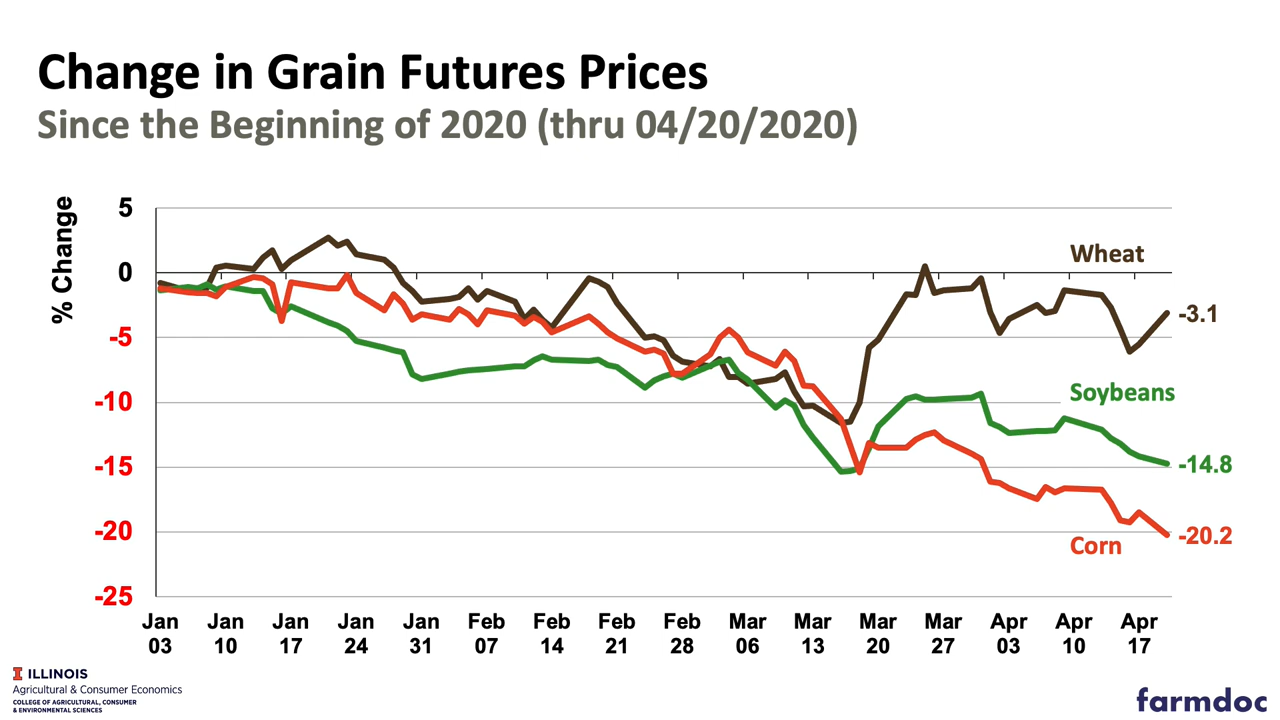 Change in Grain Futures Prices
Since the Beginning of 2020 (thru 04/20/2020)
% Change
5
0
-5
-10
-15
-20
-25
Wheat
-3.1
Soybeans
-14.8
Corn
-20.2
Jan Jan Jan Jan Jan Feb Feb Feb Feb Mar Mar Mar Mar Apr Apr Apr
03 10 17 24 31 07 14 21 28 06 13 20 27 03 10 17
I ILLINOIS
Agricultural & Consumer Economics
COLLEGE OF AGRICULTURAL, CONSUMER
& ENVIRONMENTAL SCIENCES
farmdoc